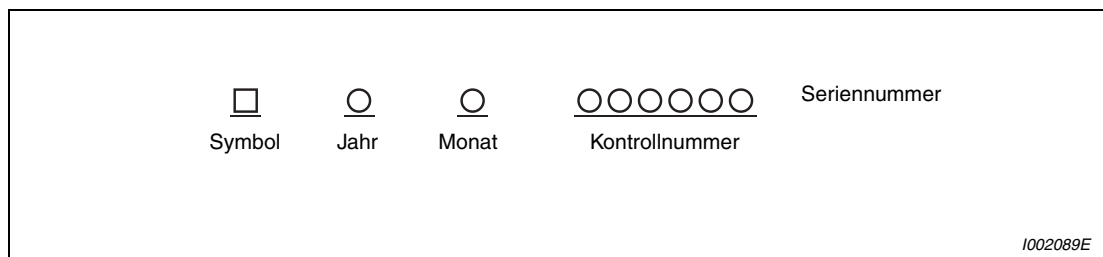 □ ○ ○ ○○○○○○ Seriennummer
Symbol Jahr Monat Kontrollnummer
I002089E